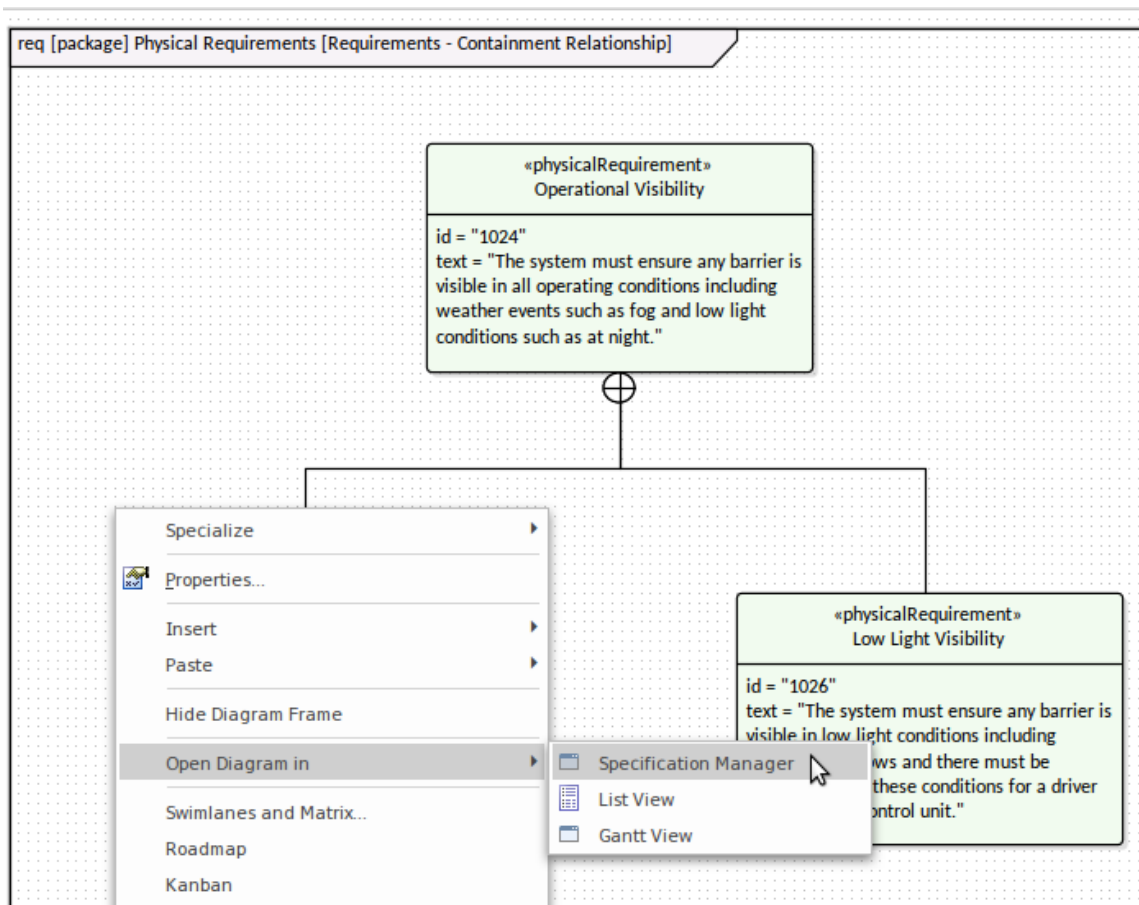 req [package] Physical Requirements [Requirements - Containment Relationship]
«physicalRequirement»
Operational Visibility
id = "1024"
text = "The system must ensure any barrier is
visible in all operating conditions including
weather events such as fog and low light
conditions such as at night."
Specialize
Properties...
Insert
Paste
Hide Diagram Frame
Open Diagram in
Swimlanes and Matrix...
Roadmap
Kanban
Specification Manager
List View
Gantt View
«physicalRequirement»
Low Light Visibility
id = "1026"
text = "The system must ensure any barrier is
visible in low light conditions including
and there must be
these conditions for a driver
unit."